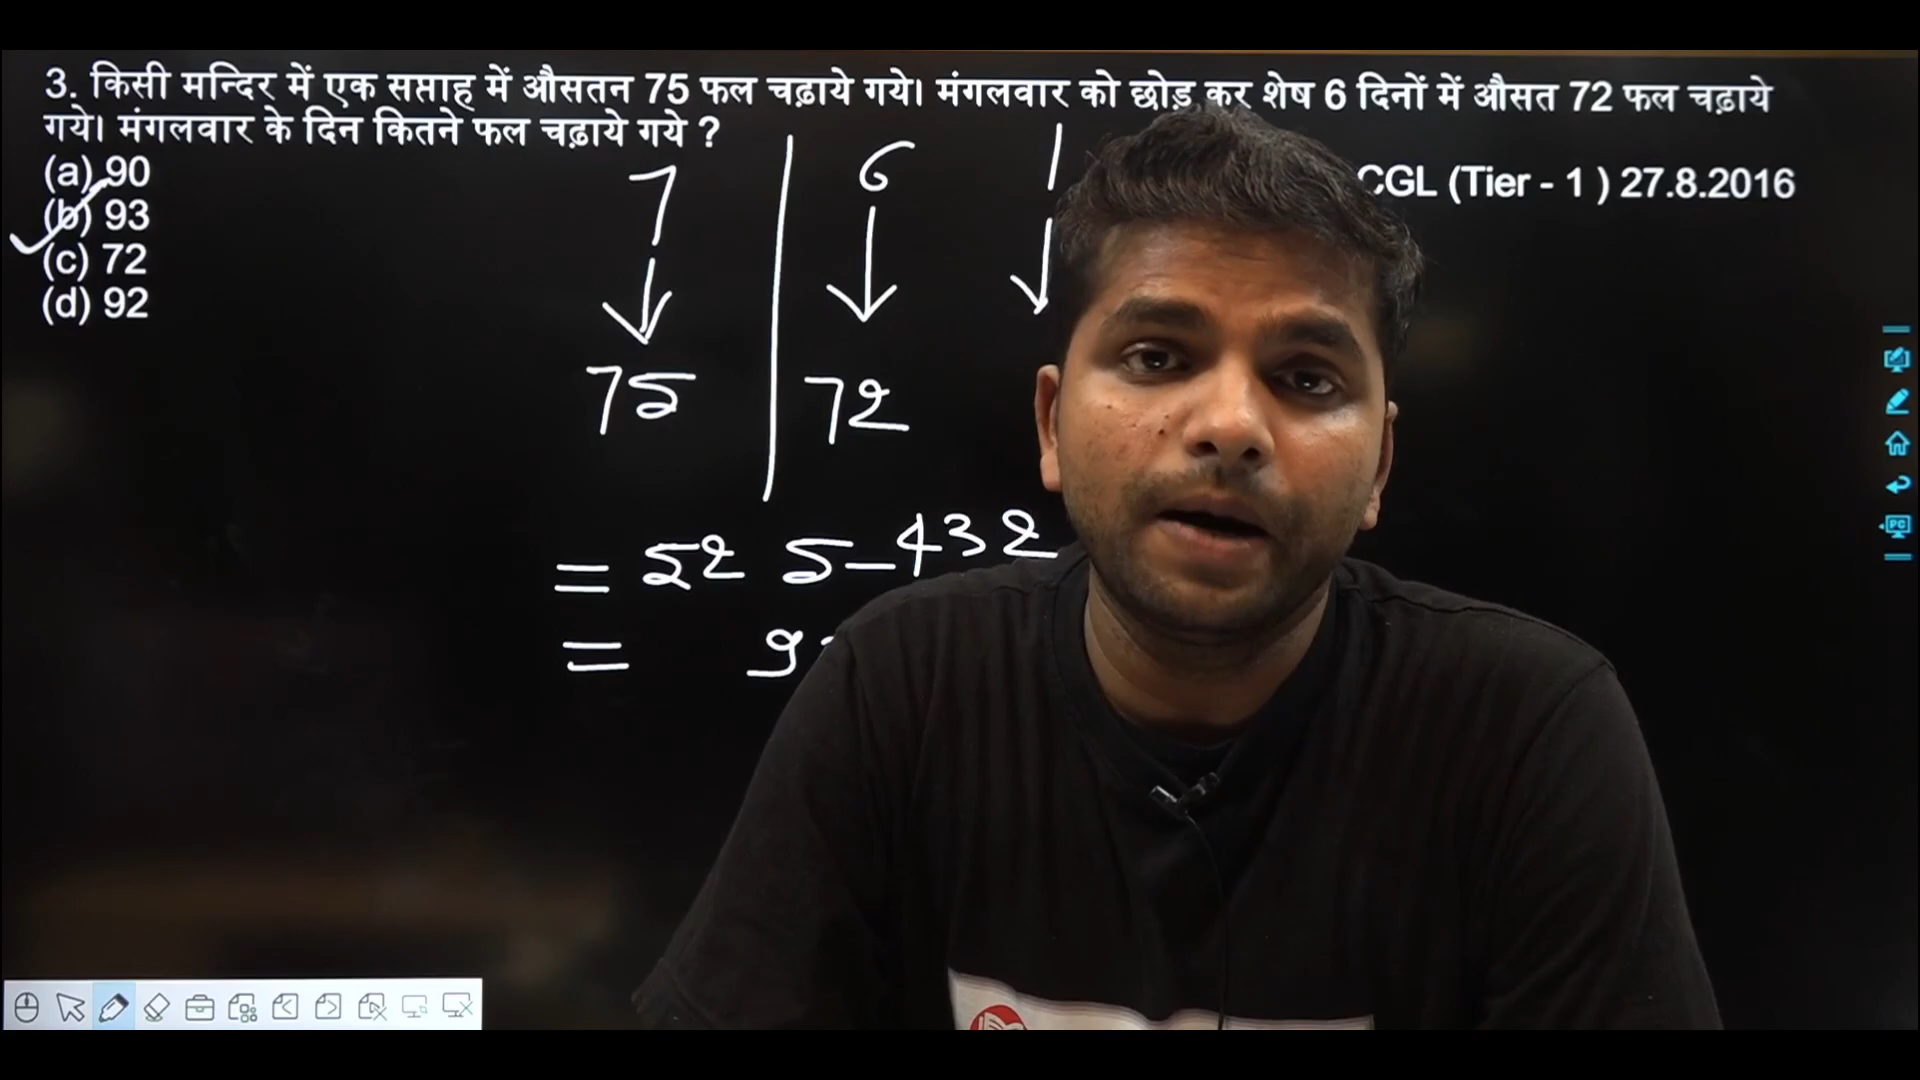 3. किसी मन्दिर में एक सप्ताह में औसतन 75 फल चढ़ाये गये। मंगलवार को छोड़ कर शेष 6 दिनों में औसत 72 फल चढ़ाये
गये। मंगलवार के दिन कितने फल चढ़ाये गये ?
CGL (Tier - 1 ) 27.8.2016
(a) 90
(b) 93
(c) 72
(d) 92
7 6 1
75 72
= 525 - 432
= 9
PC